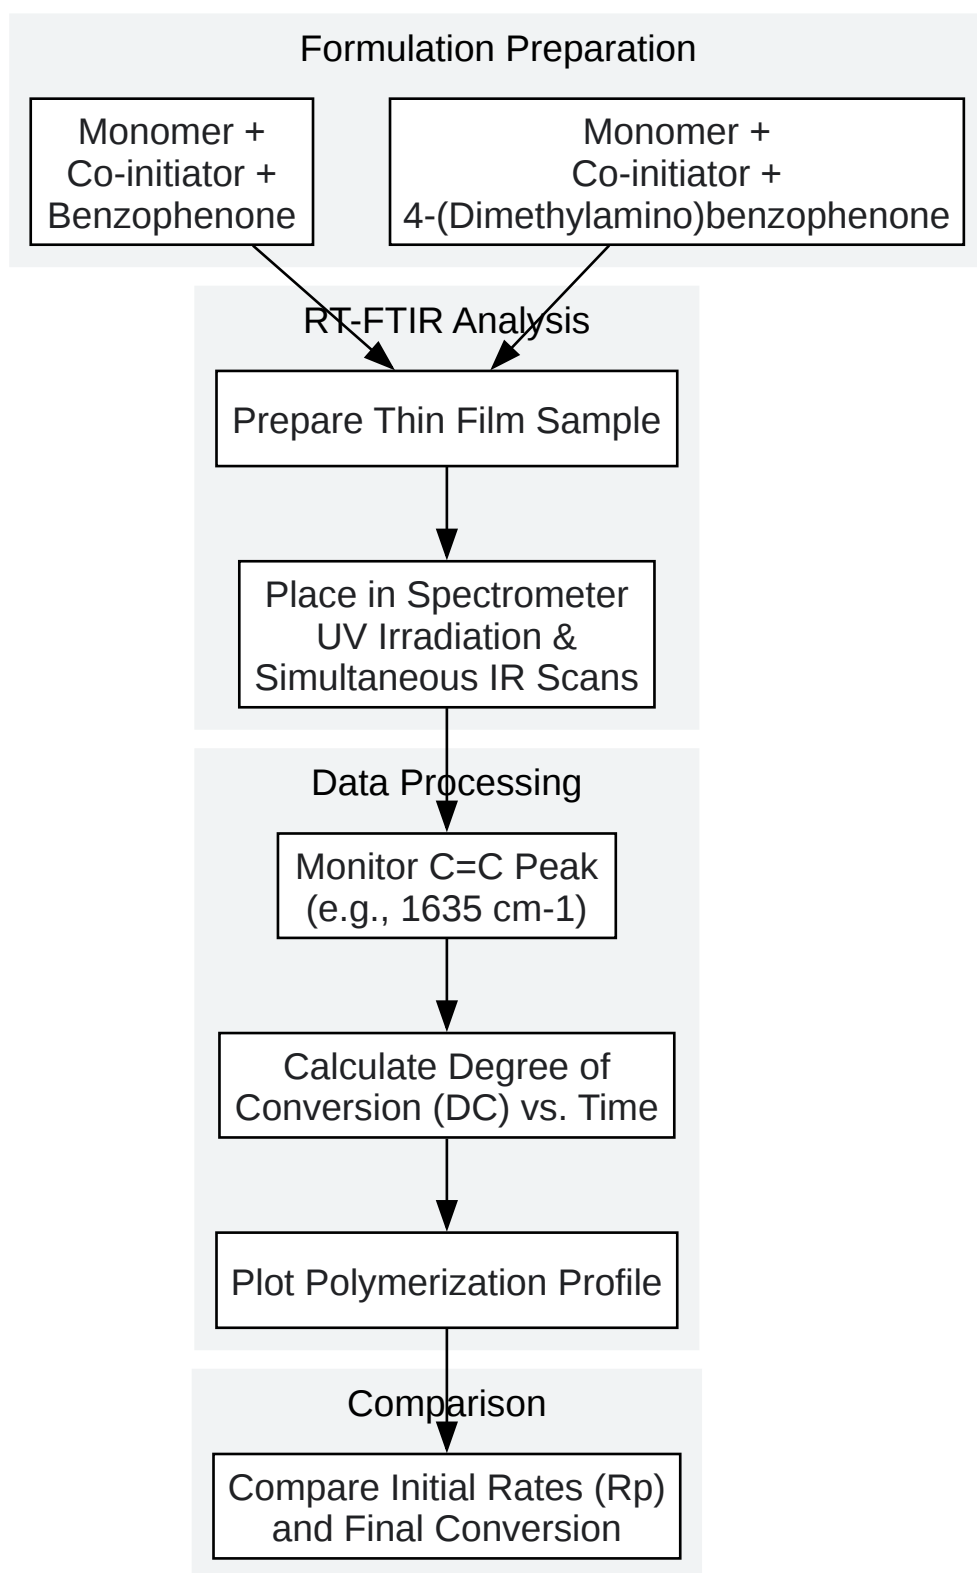 Formulation Preparation
Monomer +
Co-initiator +
Benzophenone
Monomer +
Co-initiator +
4-(Dimethylamino)benzophenone
RT-FTIR Analysis
Prepare Thin Film Sample
Place in Spectrometer
UV Irradiation &
Simultaneous IR Scans
Data Processing
Monitor C=C Peak
(e.g., 1635 cm-1)
Calculate Degree of
Conversion (DC) vs. Time
Plot Polymerization Profile
Comparison
Compare Initial Rates (Rp)
and Final Conversion